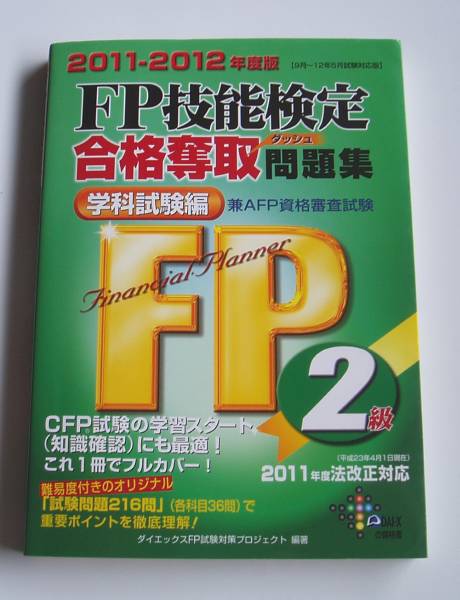 2011-2012年度版
【9月〜12年5月試験対応版】
FP技能検定
合格奪取問題集
ダッシュ
学科試験編
兼AFP資格審査試験
FP
Financial Planner
2級
CFP®試験の学習スタート
(知識確認)にも最適!
これ1冊でフルカバー!
(平成23年4月1日現在)
2011年度法改正対応
難易度付きのオリジナル
「試験問題216問」(各科目36問)で
重要ポイントを徹底理解!
DAI-X
の資格書
ダイエックスFP試験対策プロジェクト 編著